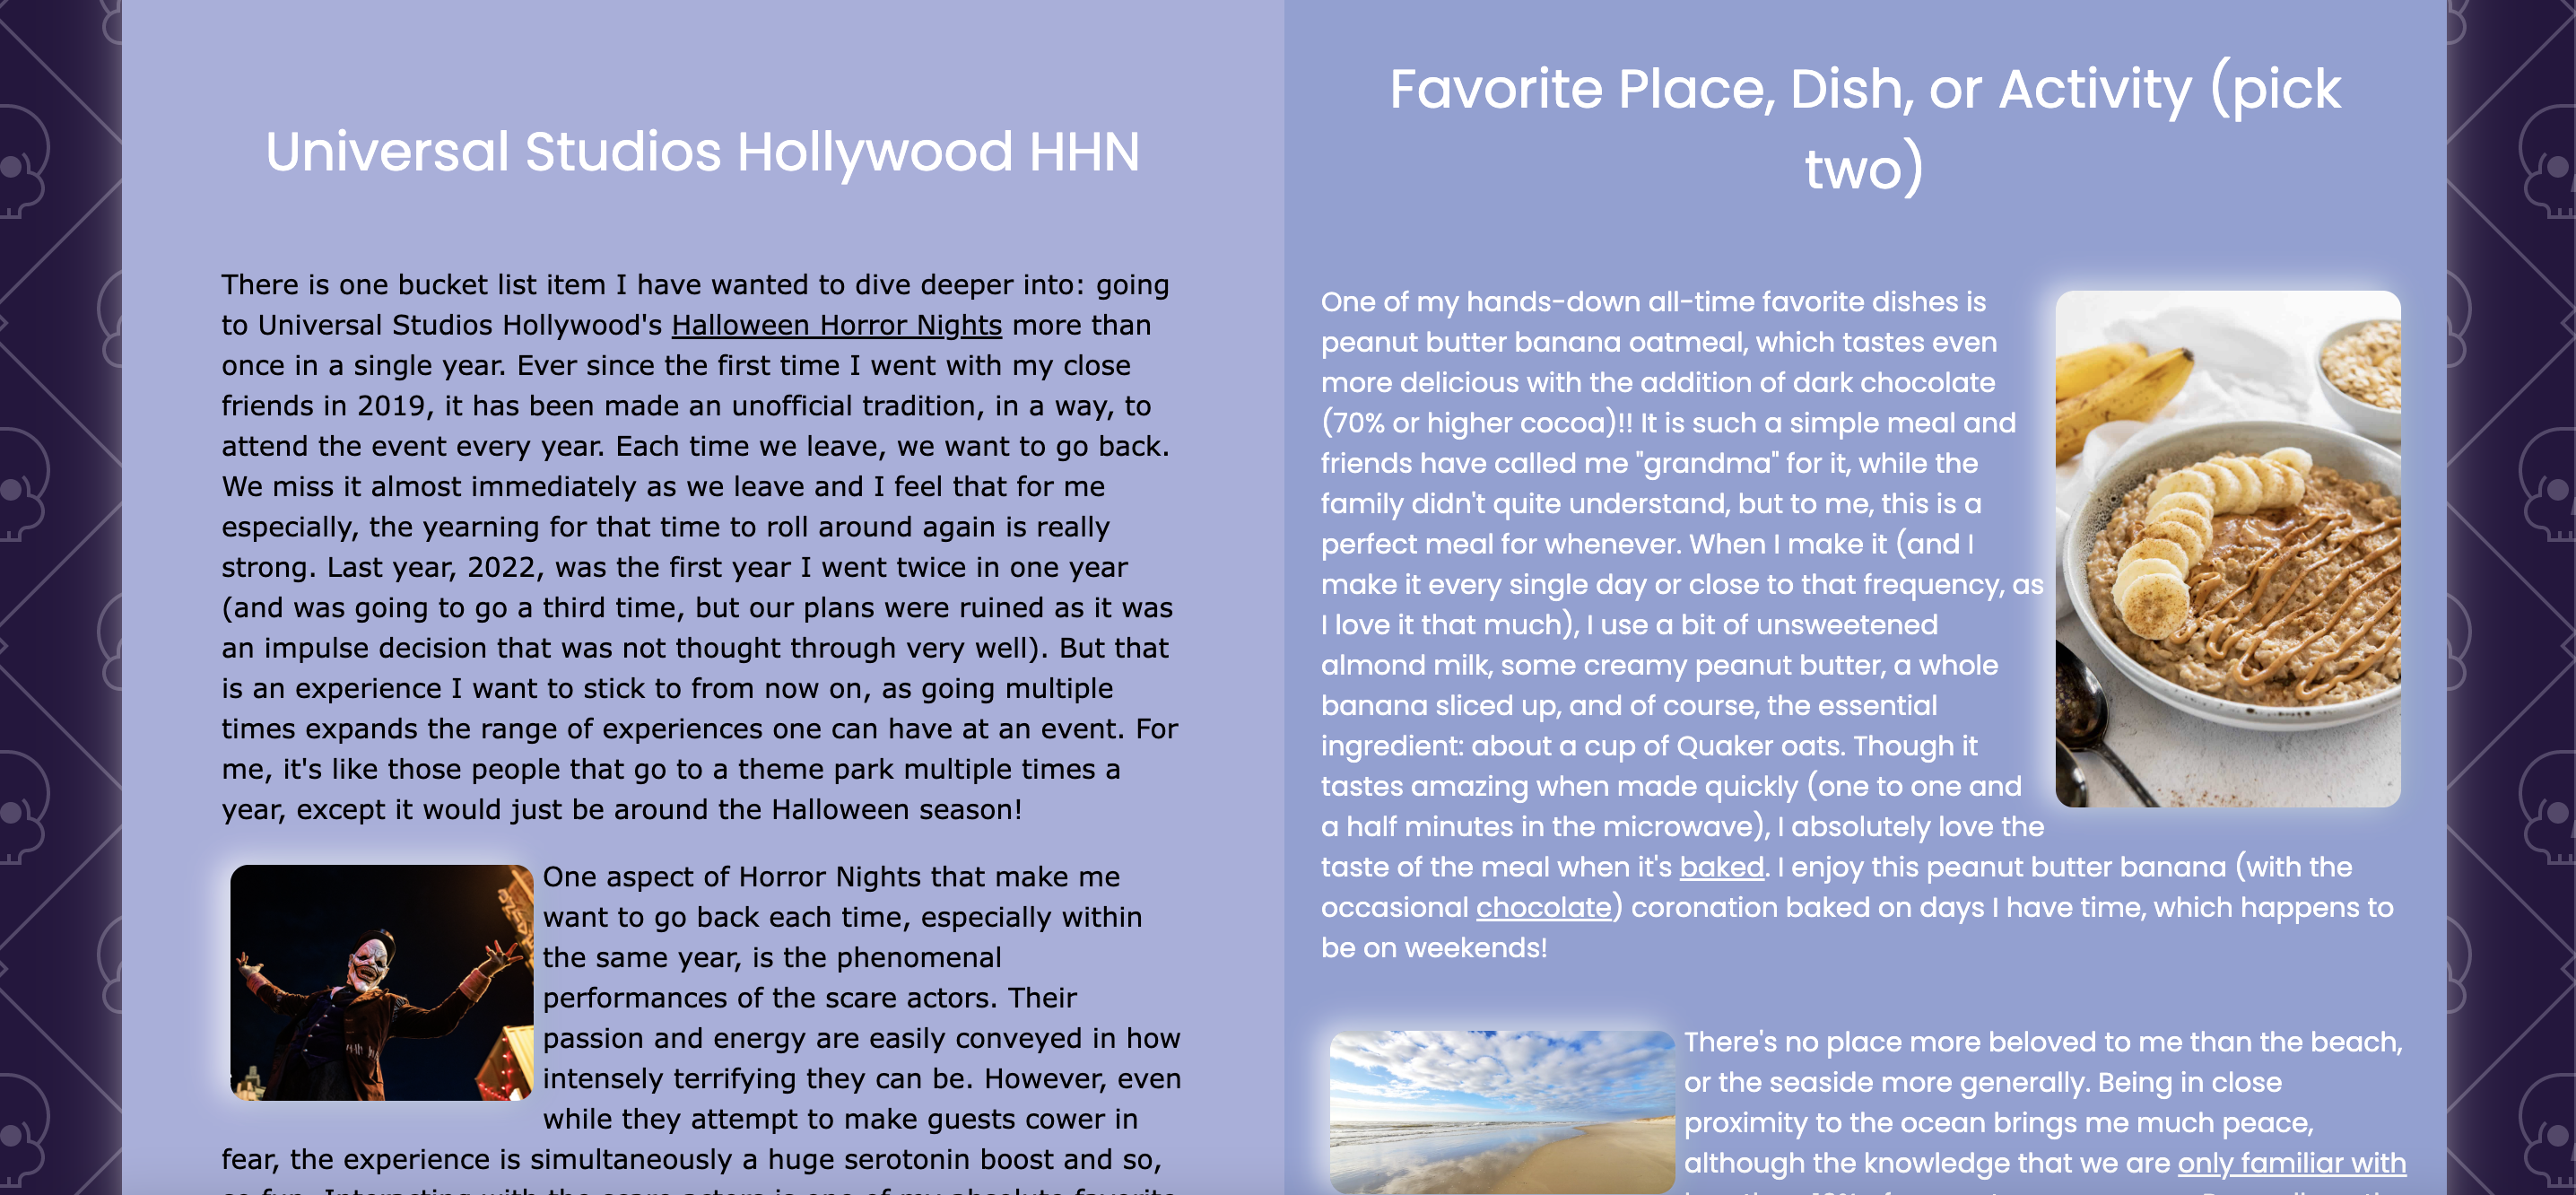 Universal Studios Hollywood HHN
There is one bucket list item I have wanted to dive deeper into: going
to Universal Studios Hollywood's Halloween Horror Nights more than
once in a single year. Ever since the first time I went with my close
friends in 2019, it has been made an unofficial tradition, in a way, to
attend the event every year. Each time we leave, we want to go back.
We miss it almost immediately as we leave and I feel that for me
especially, the yearning for that time to roll around again is really
strong. Last year, 2022, was the first year I went twice in one year
(and was going to go a third time, but our plans were ruined as it was
an impulse decision that was not thought through very well). But that
is an experience I want to stick to from now on, as going multiple
times expands the range of experiences one can have at an event. For
me, it's like those people that go to a theme park multiple times a
year, except it would just be around the Halloween season!
One aspect of Horror Nights that make me
want to go back each time, especially within
the same year, is the phenomenal
performances of the scare actors. Their
passion and energy are easily conveyed in how
intensely terrifying they can be. However, even
while they attempt to make guests cower in
fear, the experience is simultaneously a huge serotonin boost and so,
so fun. Interacting with the scare actors is one of my absolute favorite
Favorite Place, Dish, or Activity (pick
two)
One of my hands-down all-time favorite dishes is
peanut butter banana oatmeal, which tastes even
more delicious with the addition of dark chocolate
(70% or higher cocoa)!! It is such a simple meal and
friends have called me "grandma" for it, while the
family didn't quite understand, but to me, this is a
perfect meal for whenever. When I make it (and I
make it every single day or close to that frequency, as
I love it that much), I use a bit of unsweetened
almond milk, some creamy peanut butter, a whole
banana sliced up, and of course, the essential
ingredient: about a cup of Quaker oats. Though it
tastes amazing when made quickly (one to one and
a half minutes in the microwave), I absolutely love the
taste of the meal when it's baked. I enjoy this peanut butter banana (with the
occasional chocolate) coronation baked on days I have time, which happens to
be on weekends!
There's no place more beloved to me than the beach,
or the seaside more generally. Being in close
proximity to the ocean brings me much peace,
although the knowledge that we are only familiar with